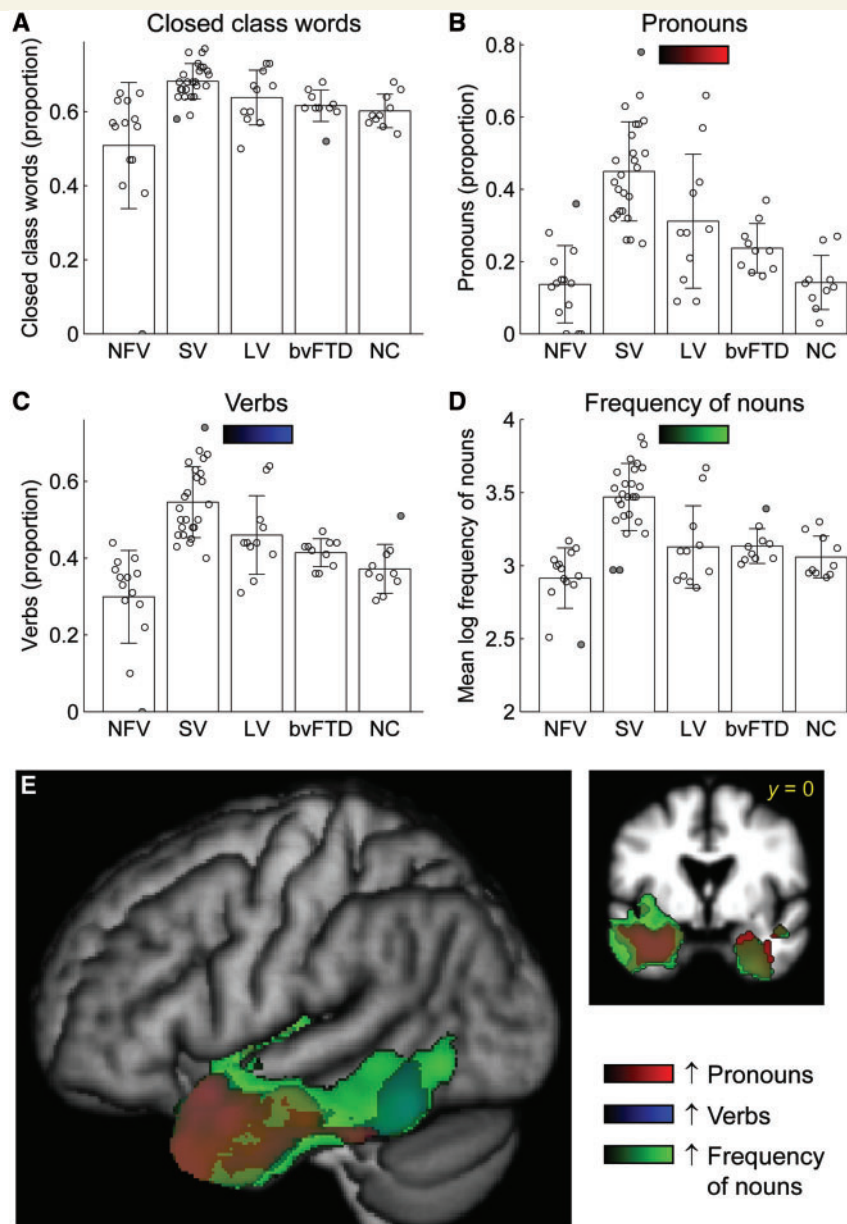 A Closed class words
Closed class words (proportion)
0.6
0.4
0.2
0
NFV SV LV bvFTD NC
B Pronouns
Pronouns (proportion)
0.8
0.6
0.4
0.2
0
NFV SV LV bvFTD NC
C Verbs
Verbs (proportion)
0.6
0.4
0.2
0
NFV SV LV bvFTD NC
D Frequency of nouns
Mean log frequency of nouns
4
3.5
3
2.5
2
NFV SV LV bvFTD NC
E
y = 0
↑ Pronouns
↑ Verbs
↑ Frequency
of nouns